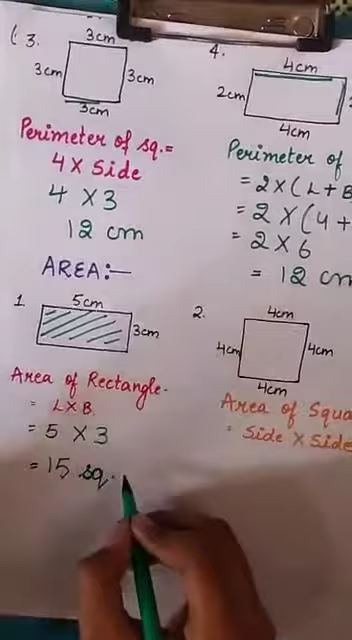 3.
3cm
3cm
3cm
3cm
Perimeter of sq. =
4 X Side
4 X 3
12 cm
4.
4cm
2cm
4cm
Perimeter of
= 2 X (L + B
= 2 X (4 +
= 2 X 6
= 12 cm
AREA:—
1.
5cm
3cm
Area of Rectangle.
= L X B.
= 5 X 3
= 15 sq.
2.
4cm
4cm
4cm
4cm
Area of Squa
= Side X Side